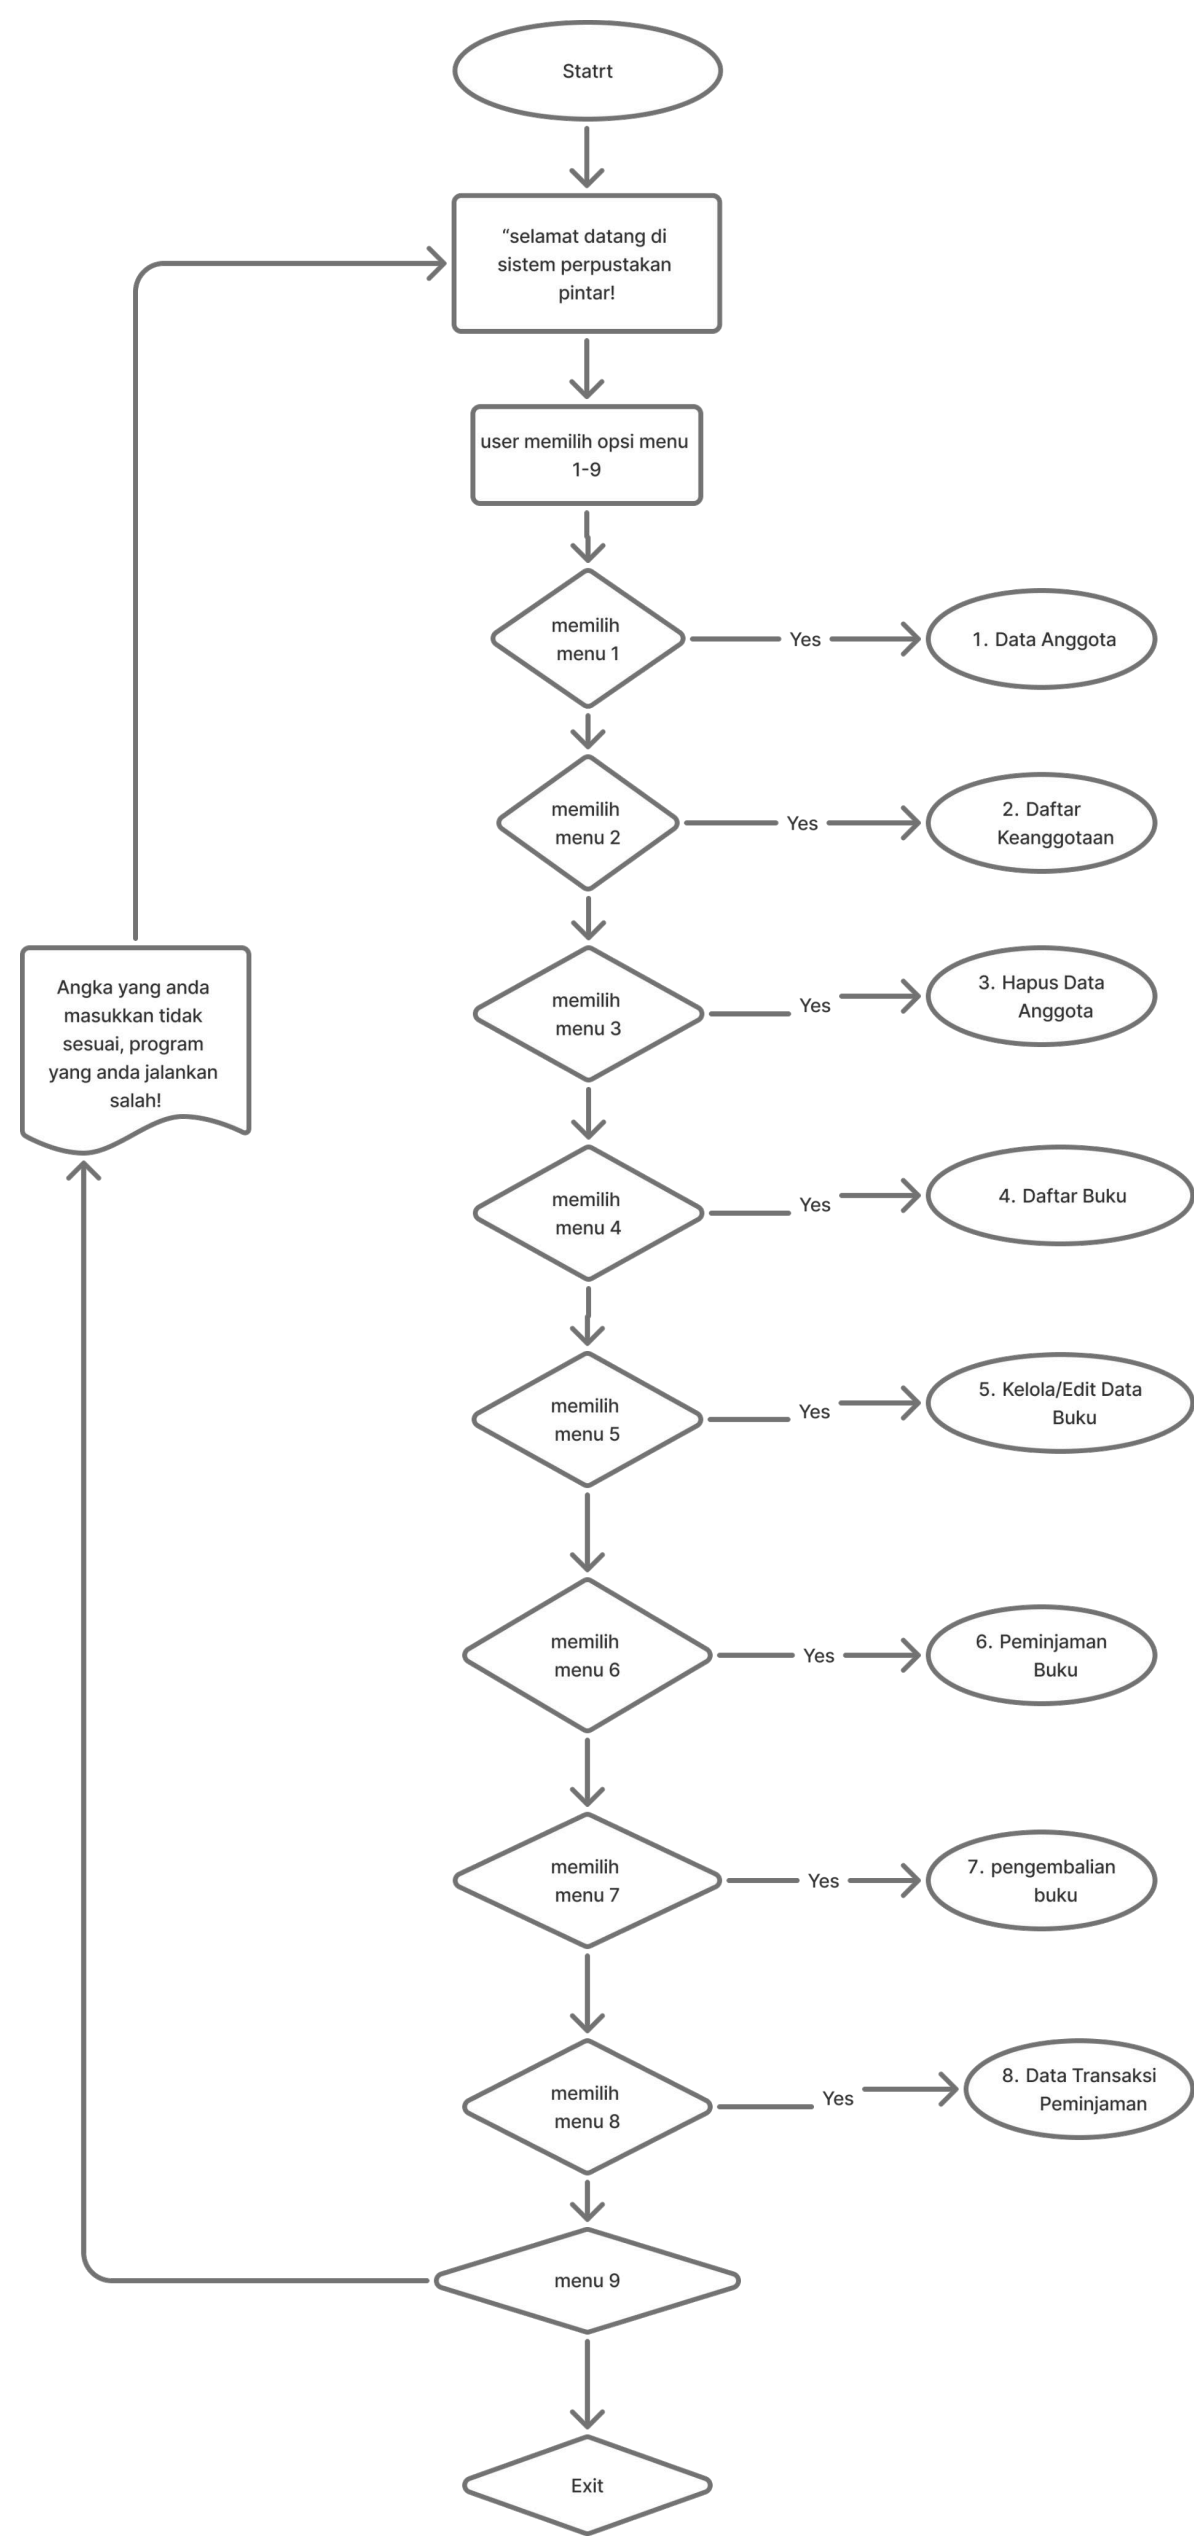 Statrt
“selamat datang di
sistem perpustakan
pintar!
user memilih opsi menu
1-9
memilih
menu 1
Yes
1. Data Anggota
memilih
menu 2
Yes
2. Daftar
Keanggotaan
memilih
menu 3
Yes
3. Hapus Data
Anggota
Angka yang anda
masukkan tidak
sesuai, program
yang anda jalankan
salah!
memilih
menu 4
Yes
4. Daftar Buku
memilih
menu 5
Yes
5. Kelola/Edit Data
Buku
memilih
menu 6
Yes
6. Peminjaman
Buku
memilih
menu 7
Yes
7. pengembalian
buku
memilih
menu 8
Yes
8. Data Transaksi
Peminjaman
menu 9
Exit